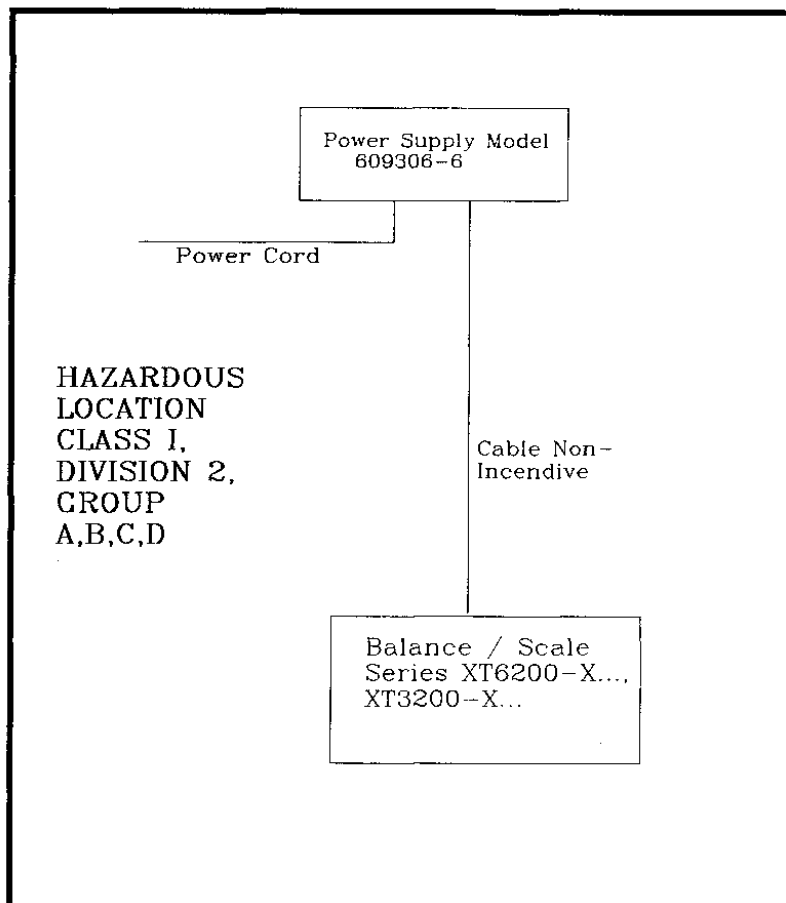 Power Supply Model
609306-6
Power Cord
HAZARDOUS
LOCATION
CLASS I,
DIVISION 2,
GROUP
A,B,C,D
Cable Non-
Incendive
Balance / Scale
Series XT6200-X...,
XT3200-X...